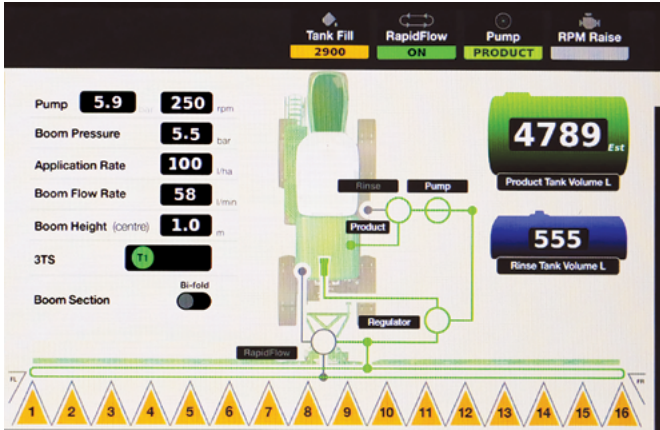 Tank Fill RapidFlow Pump RPM Raise
2900 ON PRODUCT
Pump 5.9 bar 250 rpm
Boom Pressure 5.5 bar
Application Rate 100 l/ha
Boom Flow Rate 58 l/min
Boom Height (centre) 1.0 m
3TS T1
Bi-fold
Boom Section
Rinse Pump
Product
Regulator
RapidFlow
4789 Est
Product Tank Volume L
555
Rinse Tank Volume L
FL FR
1 2 3 4 5 6 7 8 9 10 11 12 13 14 15 16